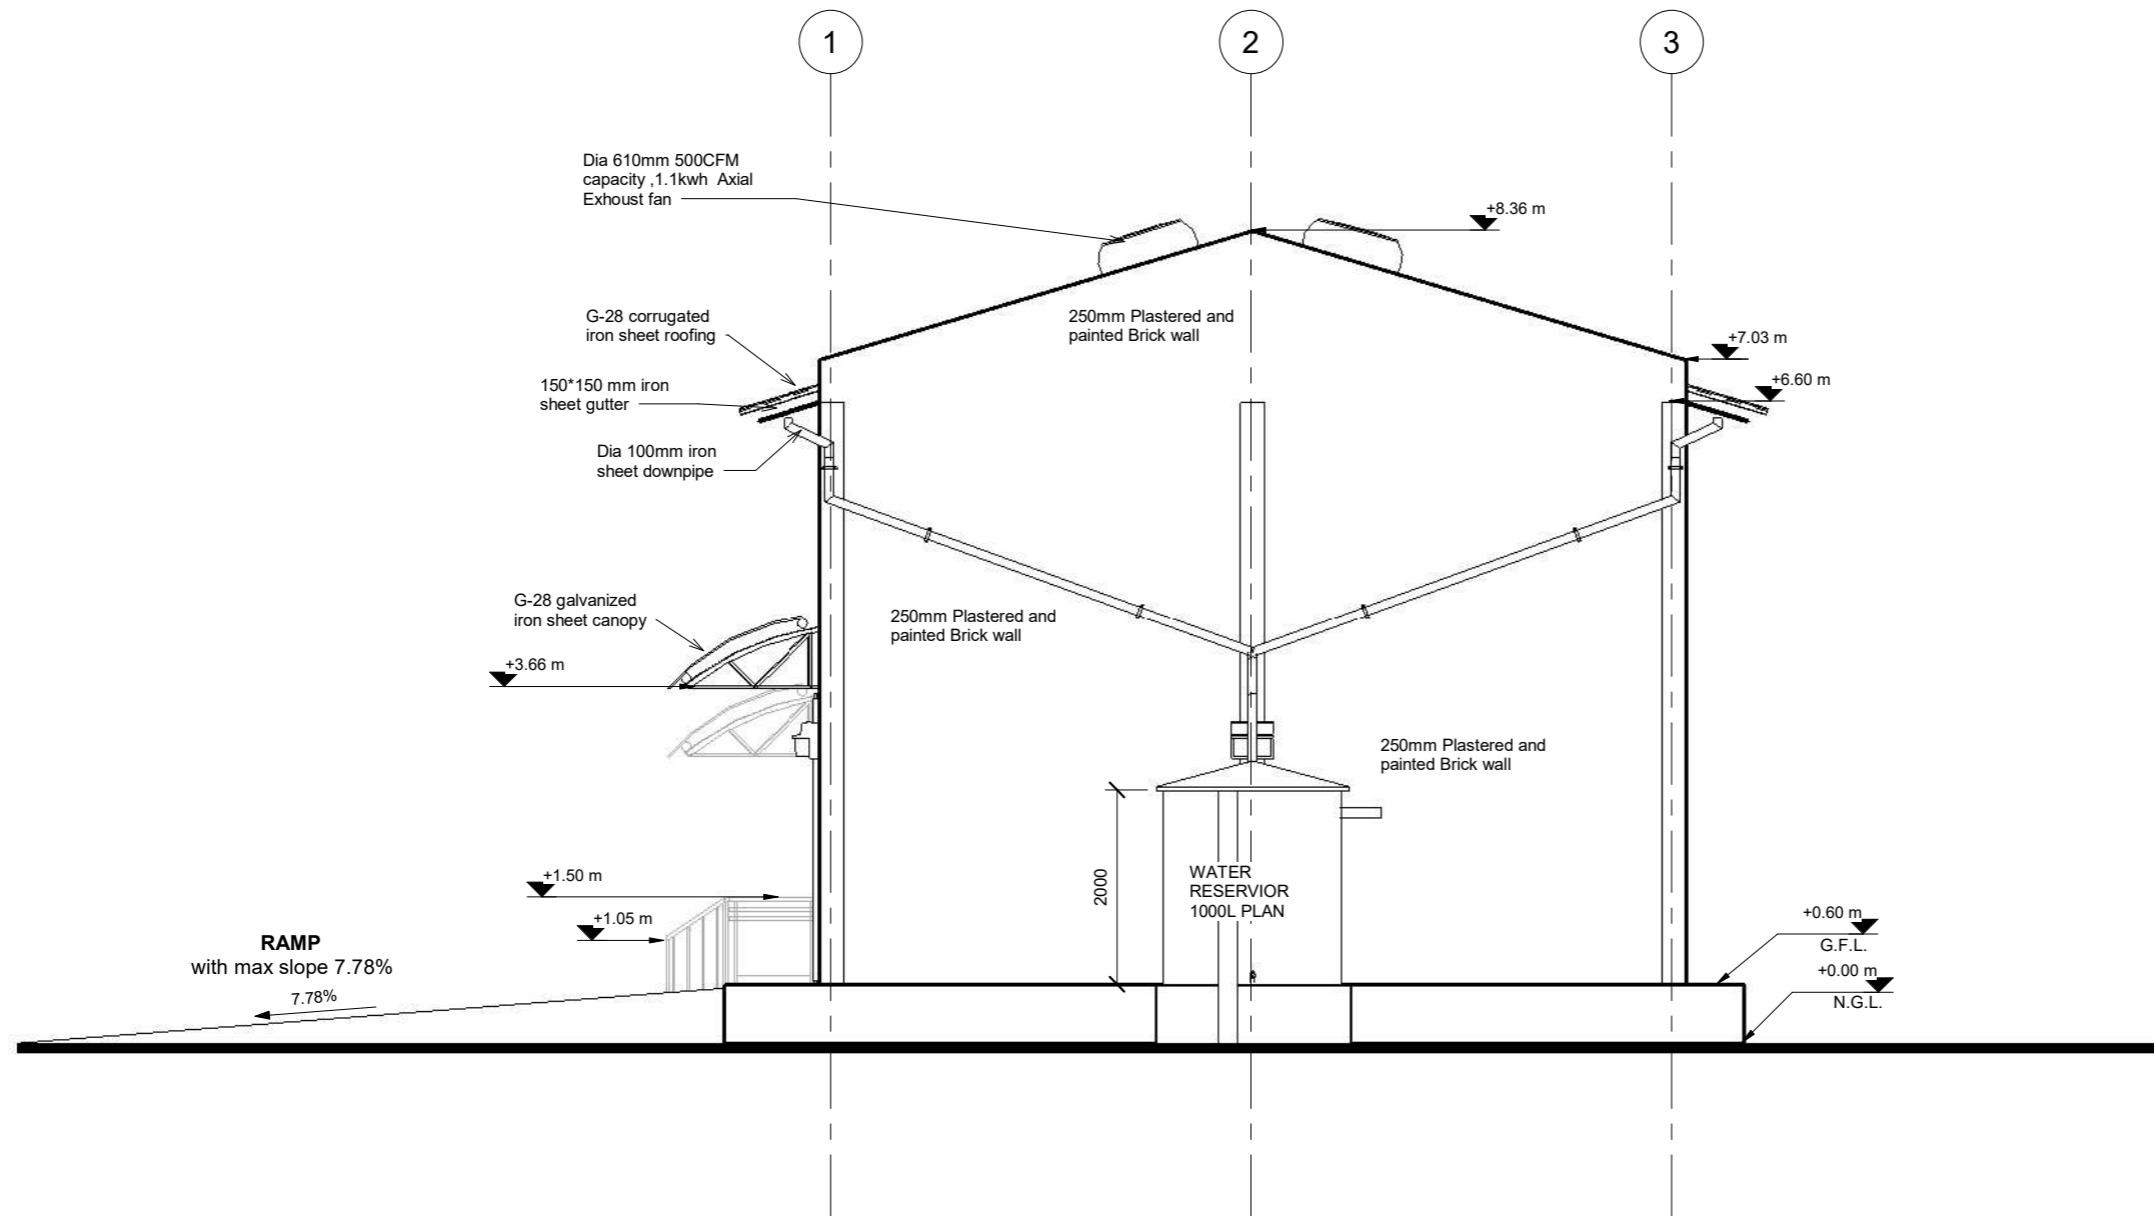 1
2
3
Dia 610mm 500CFM
capacity ,1.1kwh Axial
Exhoust fan
+8.36 m
G-28 corrugated
iron sheet roofing
250mm Plastered and
painted Brick wall
+7.03 m
150*150 mm iron
sheet gutter
+6.60 m
Dia 100mm iron
sheet downpipe
G-28 galvanized
iron sheet canopy
250mm Plastered and
painted Brick wall
+3.66 m
250mm Plastered and
painted Brick wall
2000
WATER
RESERVIOR
1000L PLAN
+1.50 m
+1.05 m
RAMP
with max slope 7.78%
7.78%
+0.60 m
G.F.L.
+0.00 m
N.G.L.